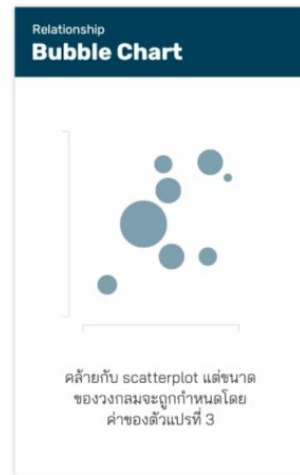 Relationship
Bubble Chart
คล้ายกับ scatterplot แต่ขนาด
ของวงกลมจะถูกกำหนดโดย
ค่าของตัวแปรที่ 3